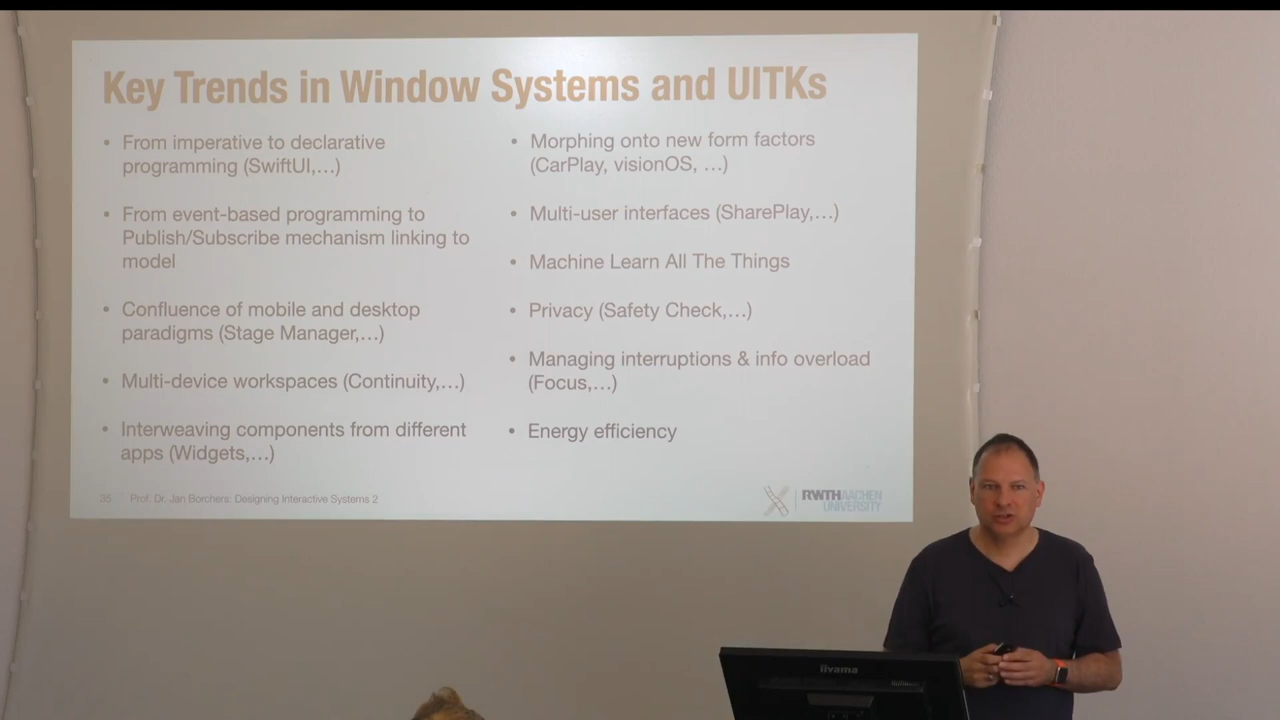 Key Trends in Window Systems and UITKs
• From imperative to declarative
programming (SwiftUI,…)
• From event-based programming to
Publish/Subscribe mechanism linking to
model
• Confluence of mobile and desktop
paradigms (Stage Manager,…)
• Multi-device workspaces (Continuity,…)
• Interweaving components from different
apps (Widgets,…)
• Morphing onto new form factors
(CarPlay, visionOS, …)
• Multi-user interfaces (SharePlay,…)
• Machine Learn All The Things
• Privacy (Safety Check,…)
• Managing interruptions & info overload
(Focus,…)
• Energy efficiency
35 Prof. Dr. Jan Borchers: Designing Interactive Systems 2
RWTH AACHEN
UNIVERSITY
iiyama